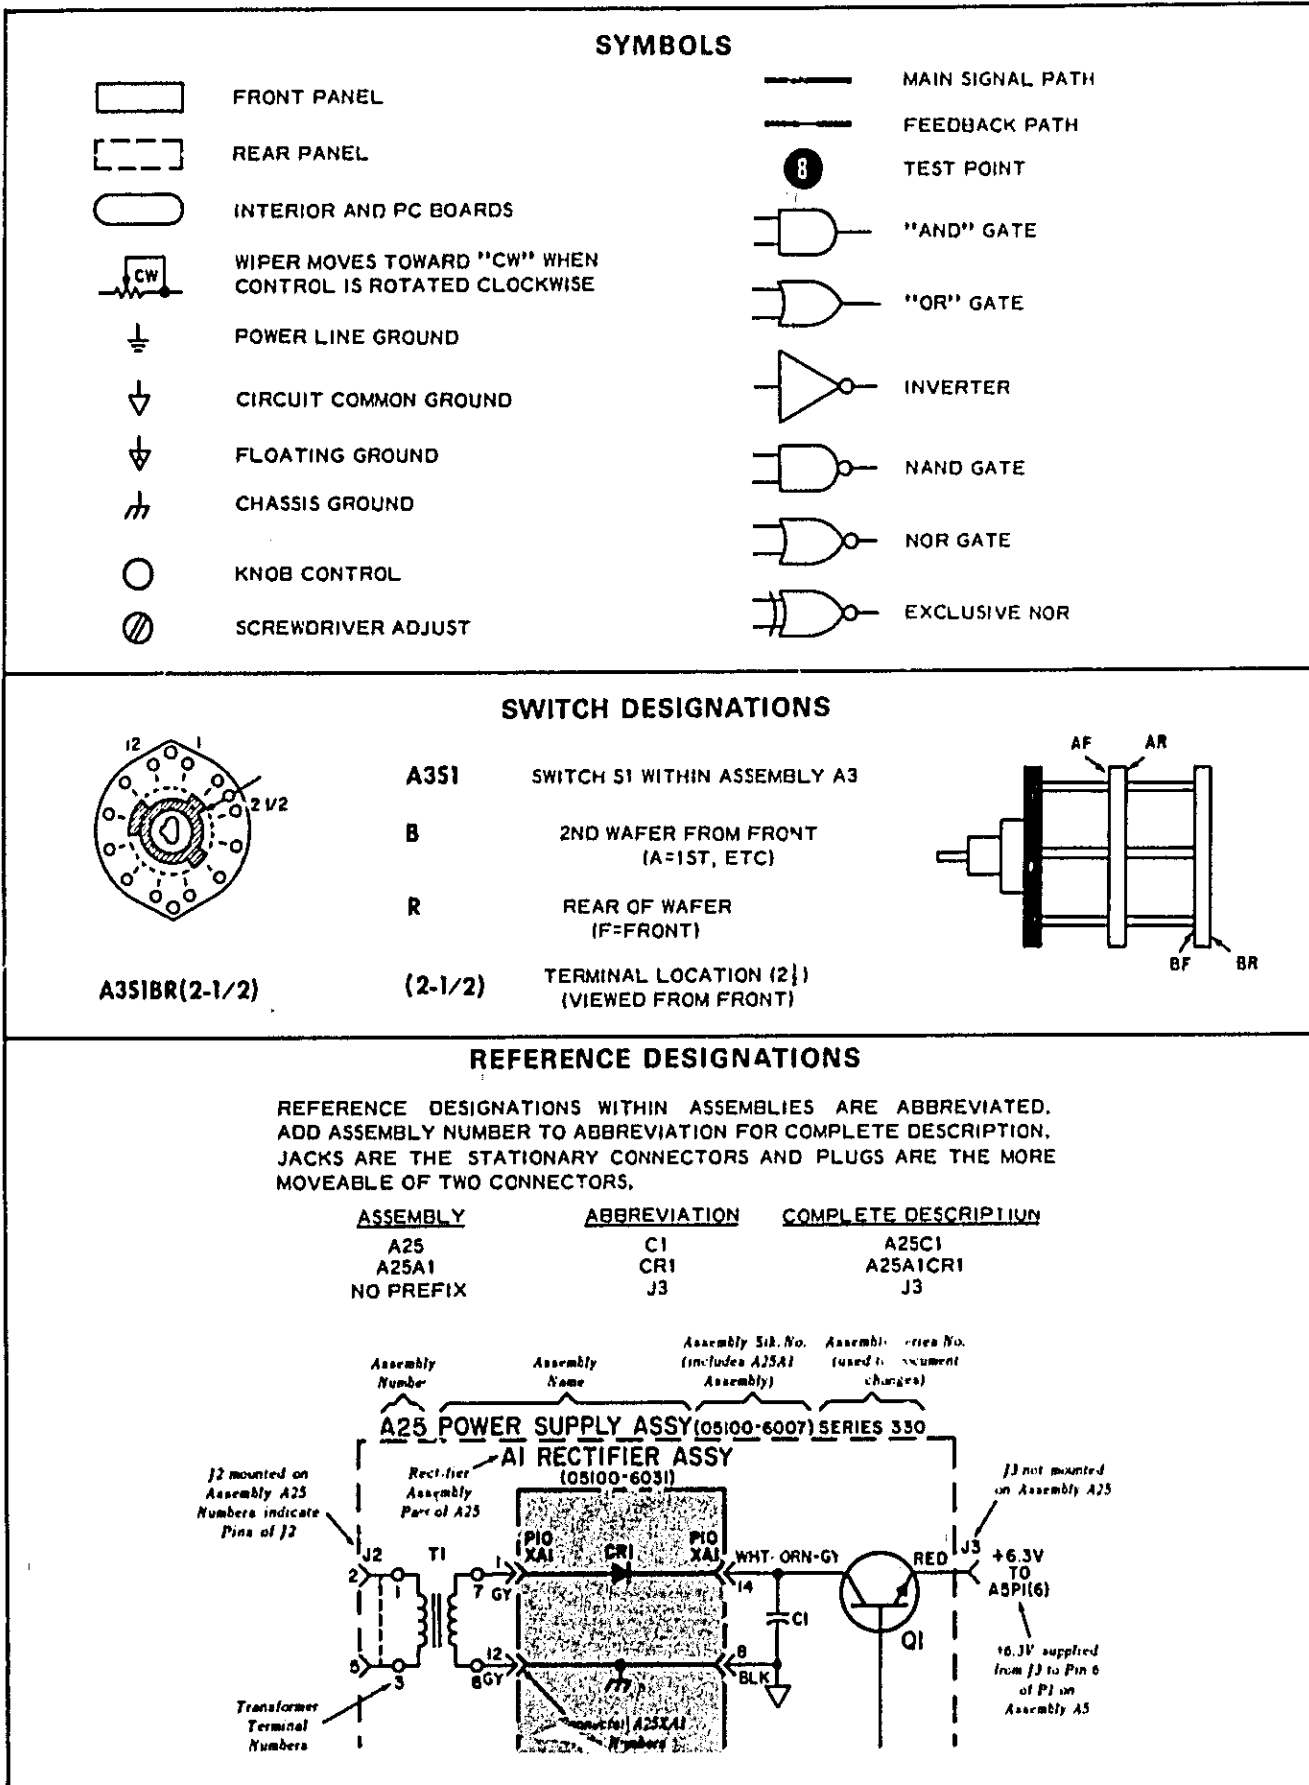 SYMBOLS
FRONT PANEL
REAR PANEL
INTERIOR AND PC BOARDS
CW
WIPER MOVES TOWARD "CW" WHEN
CONTROL IS ROTATED CLOCKWISE
POWER LINE GROUND
CIRCUIT COMMON GROUND
FLOATING GROUND
CHASSIS GROUND
KNOB CONTROL
SCREWDRIVER ADJUST
MAIN SIGNAL PATH
FEEDBACK PATH
8
TEST POINT
"AND" GATE
"OR" GATE
INVERTER
NAND GATE
NOR GATE
EXCLUSIVE NOR
SWITCH DESIGNATIONS
12
1
2 1/2
A3S1BR(2-1/2)
A3S1
SWITCH S1 WITHIN ASSEMBLY A3
B
2ND WAFER FROM FRONT
(A=1ST, ETC)
R
REAR OF WAFER
(F=FRONT)
(2-1/2)
TERMINAL LOCATION (2½)
(VIEWED FROM FRONT)
AF
AR
BF
BR
REFERENCE DESIGNATIONS
REFERENCE DESIGNATIONS WITHIN ASSEMBLIES ARE ABBREVIATED.
ADD ASSEMBLY NUMBER TO ABBREVIATION FOR COMPLETE DESCRIPTION.
JACKS ARE THE STATIONARY CONNECTORS AND PLUGS ARE THE MORE
MOVEABLE OF TWO CONNECTORS.
ASSEMBLY ABBREVIATION COMPLETE DESCRIPTION
A25 C1 A25C1
A25A1 CR1 A25A1CR1
NO PREFIX J3 J3
Assembly
Number
Assembly
Name
Assembly Stk. No.
(includes A25A1
Assembly)
No.
(used
changes)
A25 POWER SUPPLY ASSY (05100-6007) SERIES 330
A1 RECTIFIER ASSY
(05100-6031)
J2 mounted on
Assembly A25
Numbers indicate
Pins of J2
Rectifier
Assembly
Part of A25
J3 not mounted
on Assembly A25
J2
T1
2
1
7
1
GY
P10
XA1
CR1
P10
XA1
WHT-ORN-GY
14
RED
J3
+6.3V
TO
A5P1(6)
C1
Q1
5
3
6
12
GY
8
BLK
+6.3V supplied
from J3 to Pin 6
of P1 on
Assembly A5
Transformer
Terminal
Numbers
A25XA1
Numbers